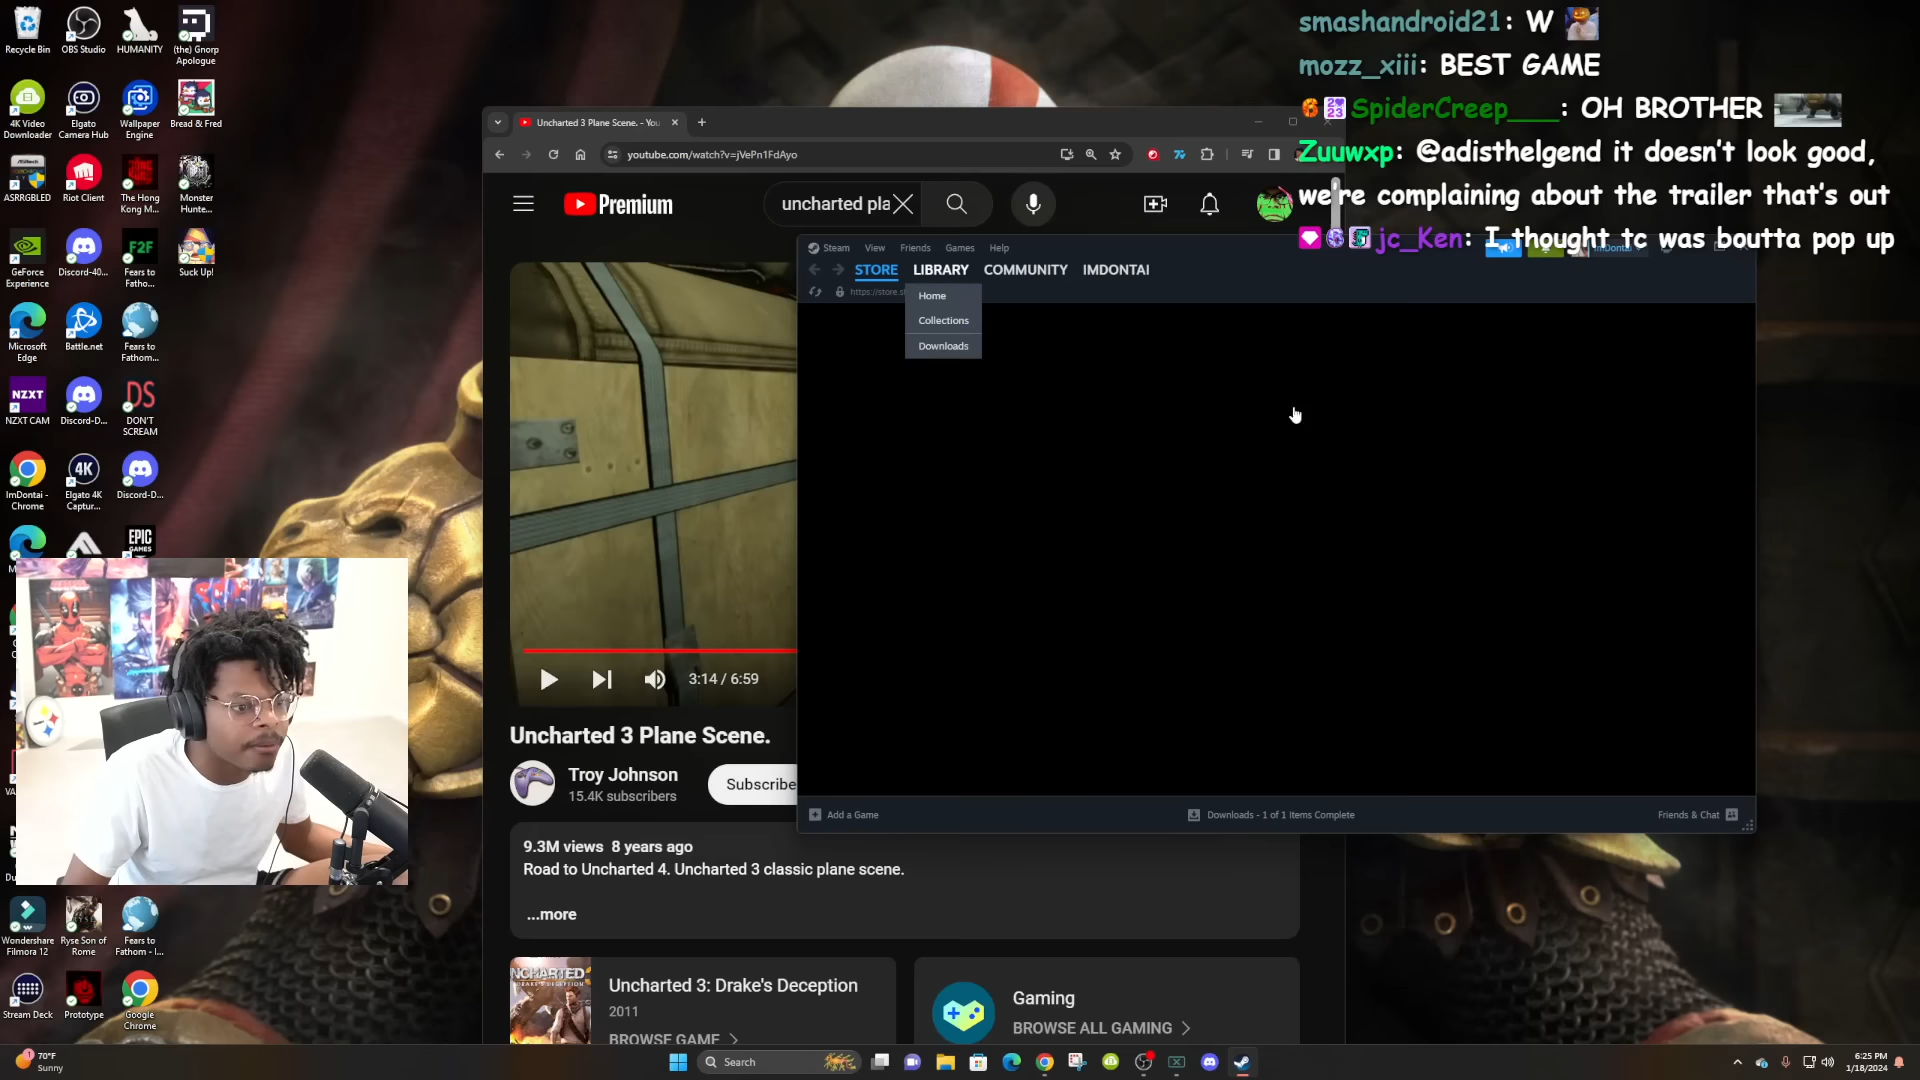 Recycle Bin
OBS Studio
HUMANITY
(the) Gnorp Apologue
4K Video Downloader
Elgato Camera Hub
Wallpaper Engine
Bread & Fred
ASRRGBLED
Riot Client
The Hong Kong M...
Monster Hunte...
GeForce Experience
Discord-40...
F2F
Fears to Fatho...
Suck Up!
Microsoft Edge
Battle.net
Fears to Fathom...
NZXT
NZXT CAM
Discord-D...
DS
DON'T SCREAM
ImDontai - Chrome
4K
Elgato 4K Captur...
Discord-D...
EPIC GAMES
Wondershare Filmora 12
Ryse Son of Rome
Fears to Fathom - I...
Stream Deck
Prototype
Google Chrome
Uncharted 3 Plane Scene. - You
youtube.com/watch?v=jVePn1FdAyo
Premium
uncharted pla
3:14 / 6:59
Uncharted 3 Plane Scene.
Troy Johnson
15.4K subscribers
Subscribe
9.3M views 8 years ago
Road to Uncharted 4. Uncharted 3 classic plane scene.
...more
Uncharted 3: Drake's Deception
2011
BROWSE GAME
Gaming
BROWSE ALL GAMING
Steam View Friends Games Help
STORE LIBRARY COMMUNITY IMDONTAI
https://store.s
Home
Collections
Downloads
Add a Game
Downloads - 1 of 1 Items Complete
Friends & Chat
smashandroid21: W
mozz_xiii: BEST GAME
SpiderCreep___: OH BROTHER
Zuuwxp: @adisthelgend it doesn't look good,
we're complaining about the trailer that's out
jc_Ken: I thought tc was boutta pop up
70°F
Sunny
Search
6:25 PM
1/18/2024